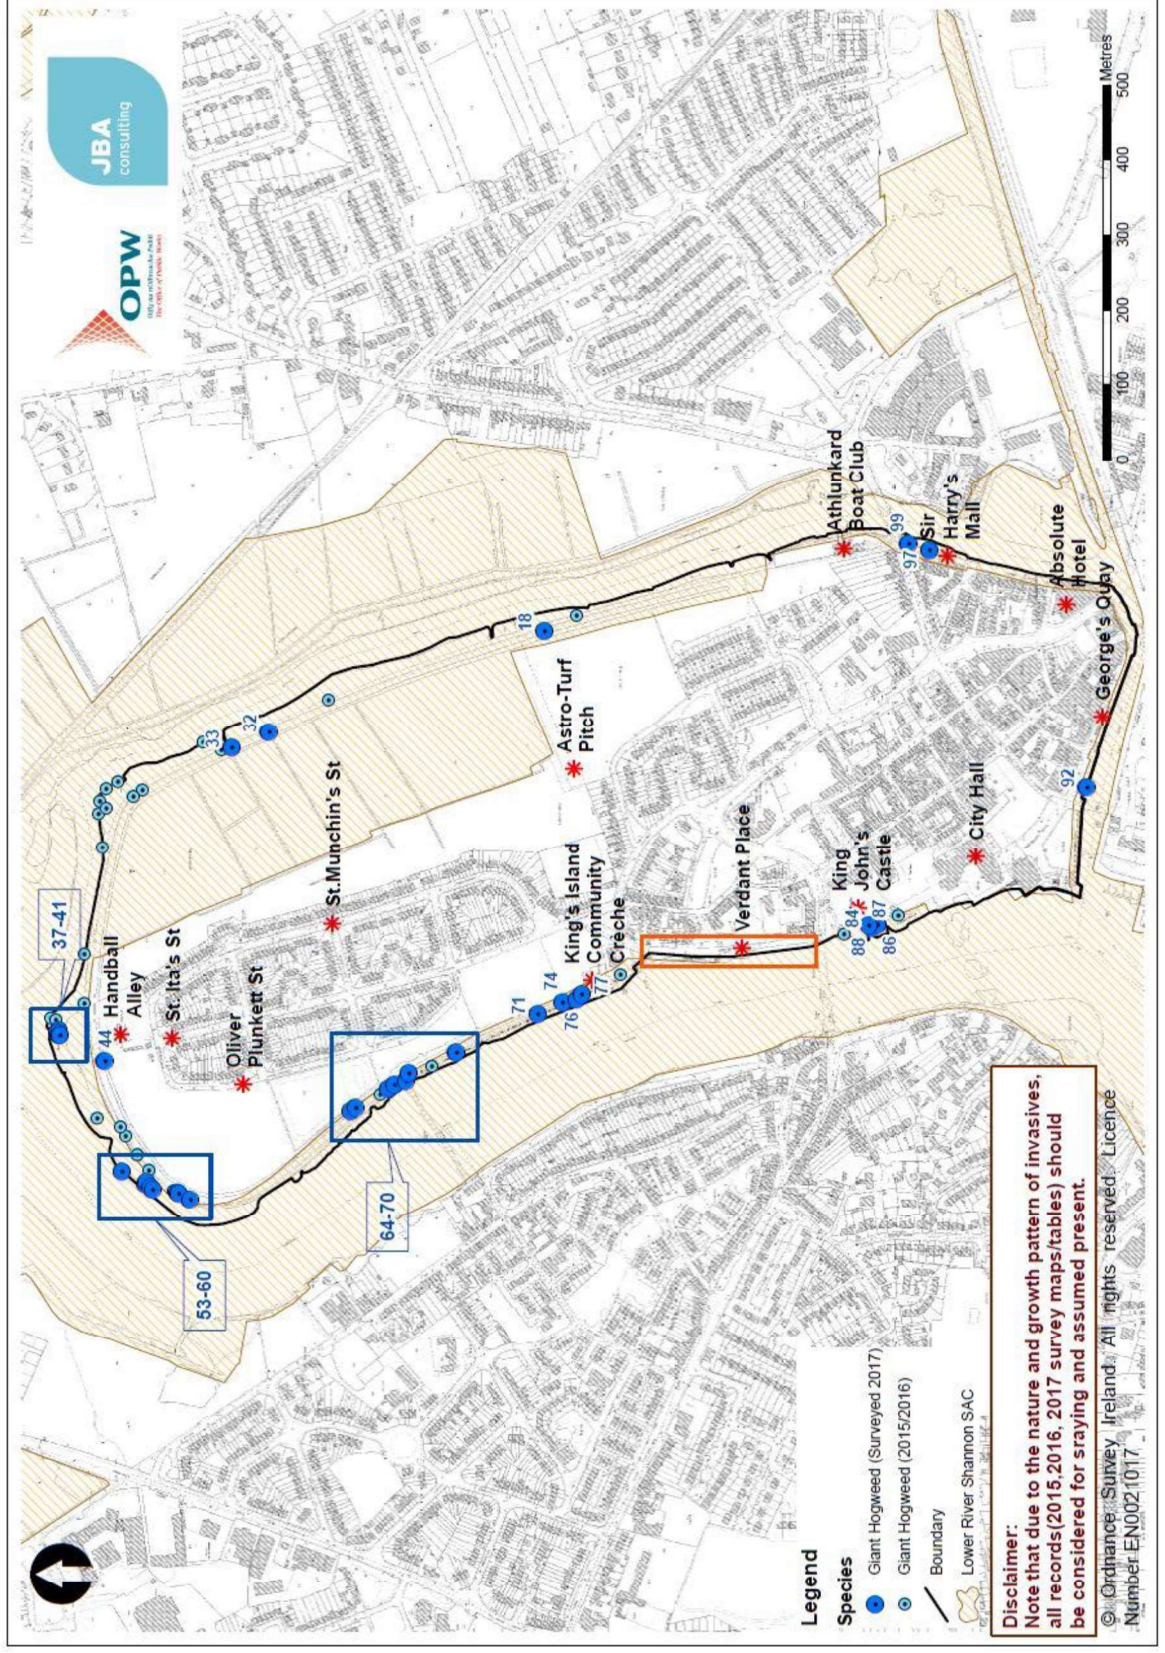 JBA
consulting
OPW
Oifig na nOibreacha Poiblí
The Office of Public Works
37-41
Handball
Alley
44
St. Ita's St
Oliver
Plunkett St
St.Munchin's St
53-60
64-70
33
32
18
Astro-Turf
Pitch
71
74
76
77
King's Island
Community
Crèche
Verdant Place
King
John's
Castle
84
87
88
86
City Hall
92
Athlunkard
Boat Club
99
97
Sir
Harry's
Mall
Absolute
Hotel
George's Quay
0 100 200 300 400 500
Metres
Legend
Species
Giant Hogweed (Surveyed 2017)
Giant Hogweed (2015/2016)
Boundary
Lower River Shannon SAC
Disclaimer:
Note that due to the nature and growth pattern of invasives,
all records(2015,2016, 2017 survey maps/tables) should
be considered for sraying and assumed present.
© Ordnance Survey Ireland. All rights reserved. Licence
Number EN0021017